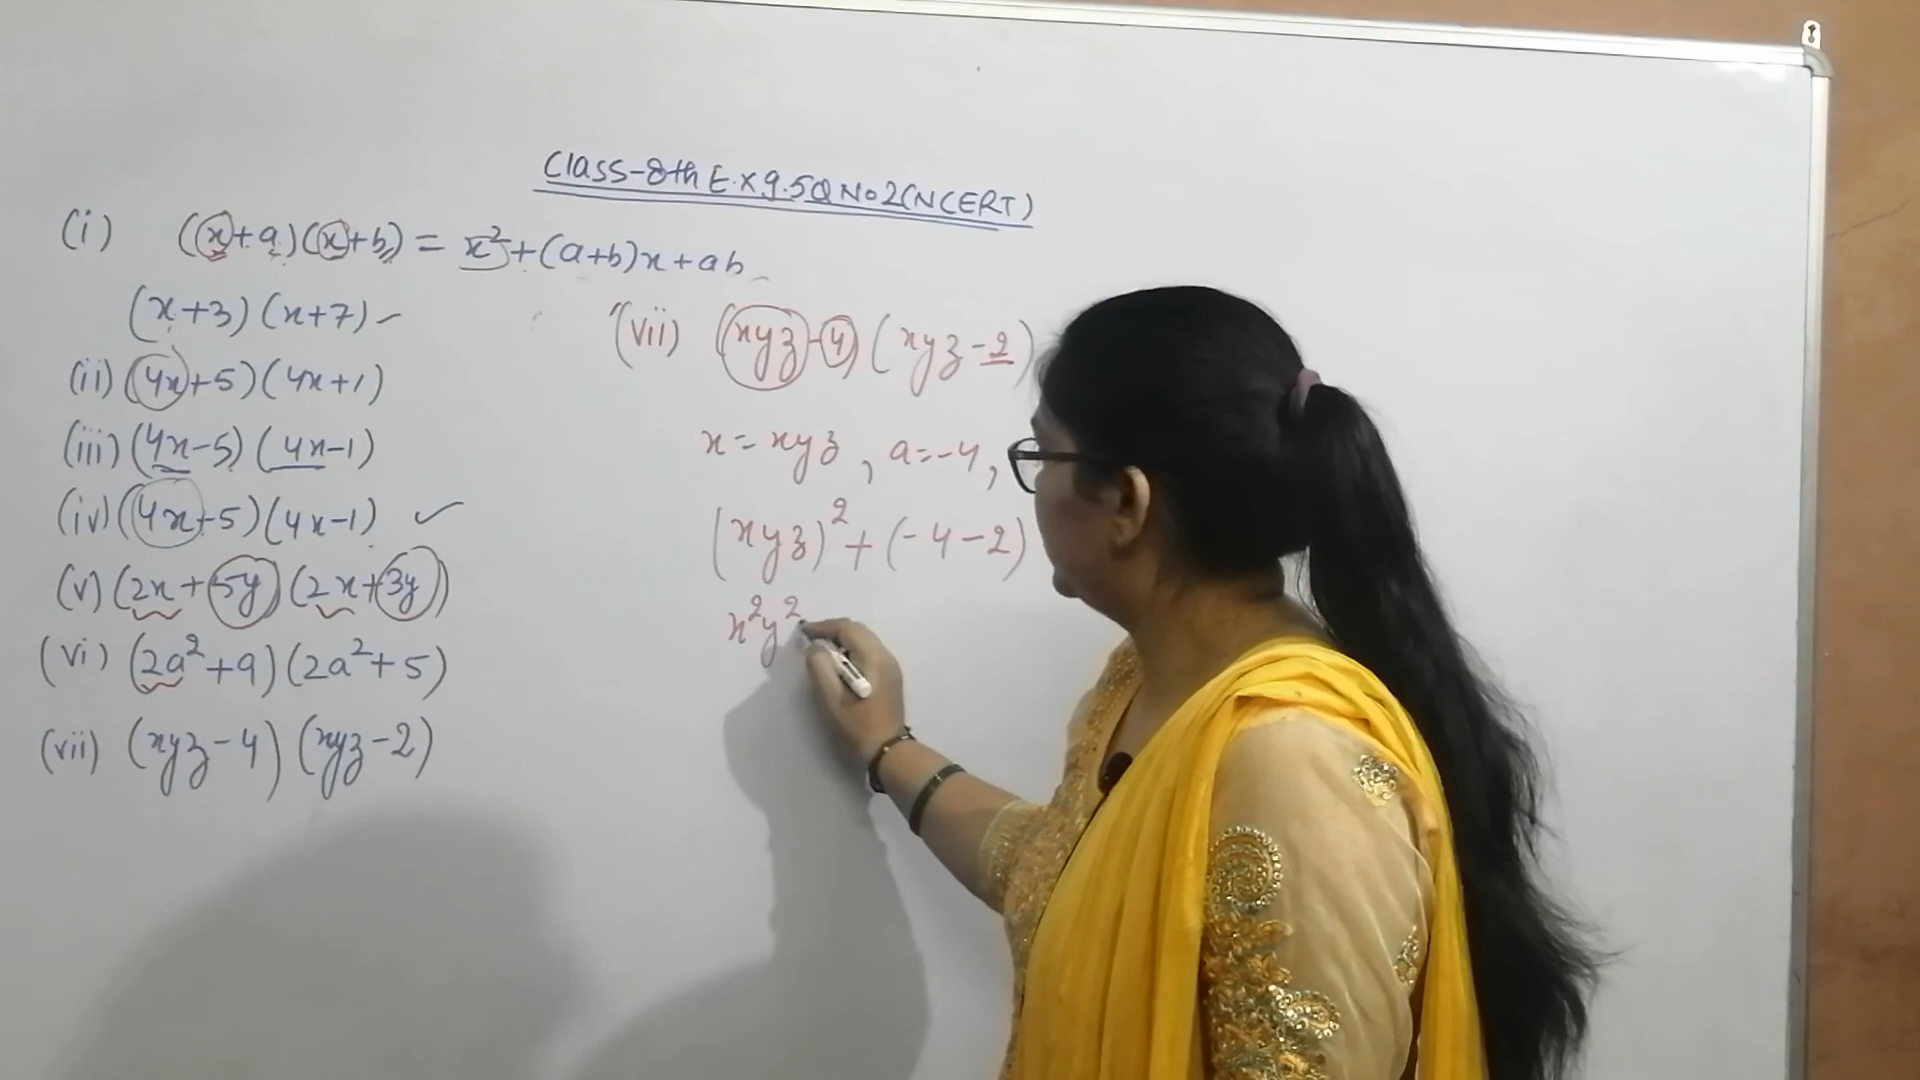 Class-8th E.X 9.5 Q No 2 (NCERT)
(i) (x+a)(x+b) = x²+(a+b)x+ab
(x+3)(x+7)
(ii) (4x+5)(4x+1)
(iii) (4x-5)(4x-1)
(iv) (4x+5)(4x-1)
(v) (2x+5y)(2x+3y)
(vi) (2a²+9)(2a²+5)
(vii) (xyz-4)(xyz-2)
(vii) (xyz-4)(xyz-2)
x=xyz, a=-4,
(xyz)²+(-4-2)
x²y²